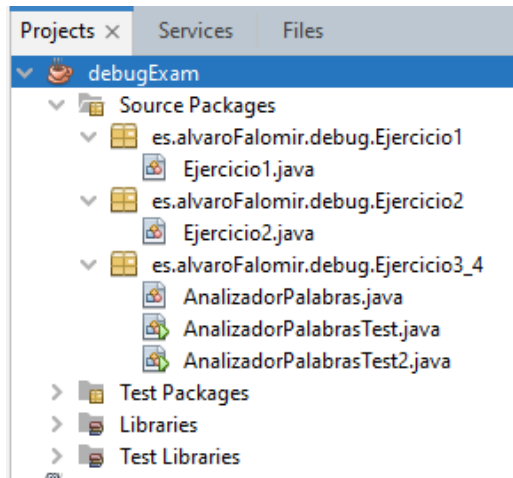 Projects × Services Files
debugExam
Source Packages
es.alvaroFalomir.debug.Ejercicio1
Ejercicio1.java
es.alvaroFalomir.debug.Ejercicio2
Ejercicio2.java
es.alvaroFalomir.debug.Ejercicio3_4
AnalizadorPalabras.java
AnalizadorPalabrasTest.java
AnalizadorPalabrasTest2.java
Test Packages
Libraries
Test Libraries